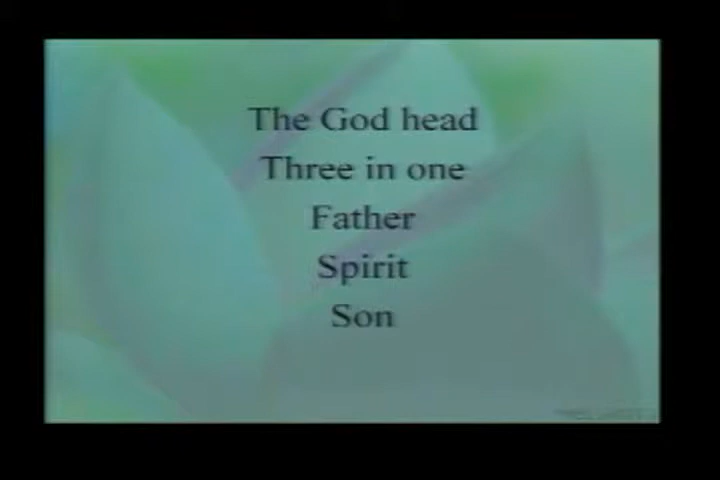 The God head
Three in one
Father
Spirit
Son